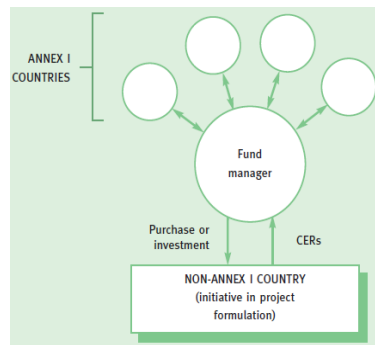 ANNEX I
COUNTRIES
Fund
manager
Purchase or
investment
CERs
NON-ANNEX I COUNTRY
(initiative in project
formulation)